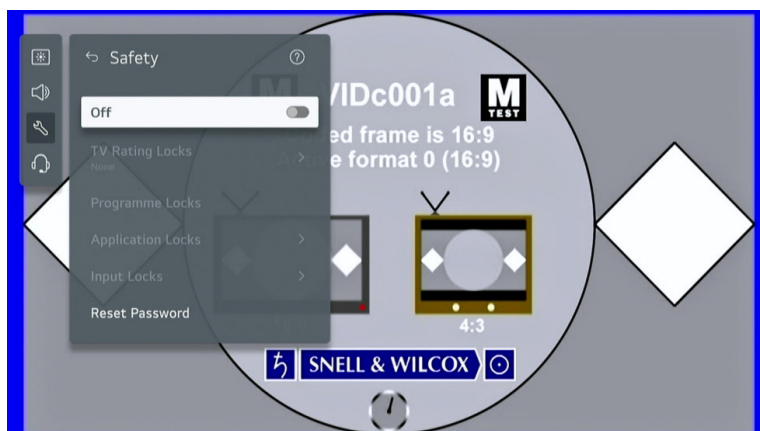 Safety
Off
TV Rating Locks
None
Programme Locks
Application Locks
Input Locks
Reset Password
VIDc001a
M
TEST
ed frame is 16:9
e format 0 (16:9)
4:3
SNELL & WILCOX